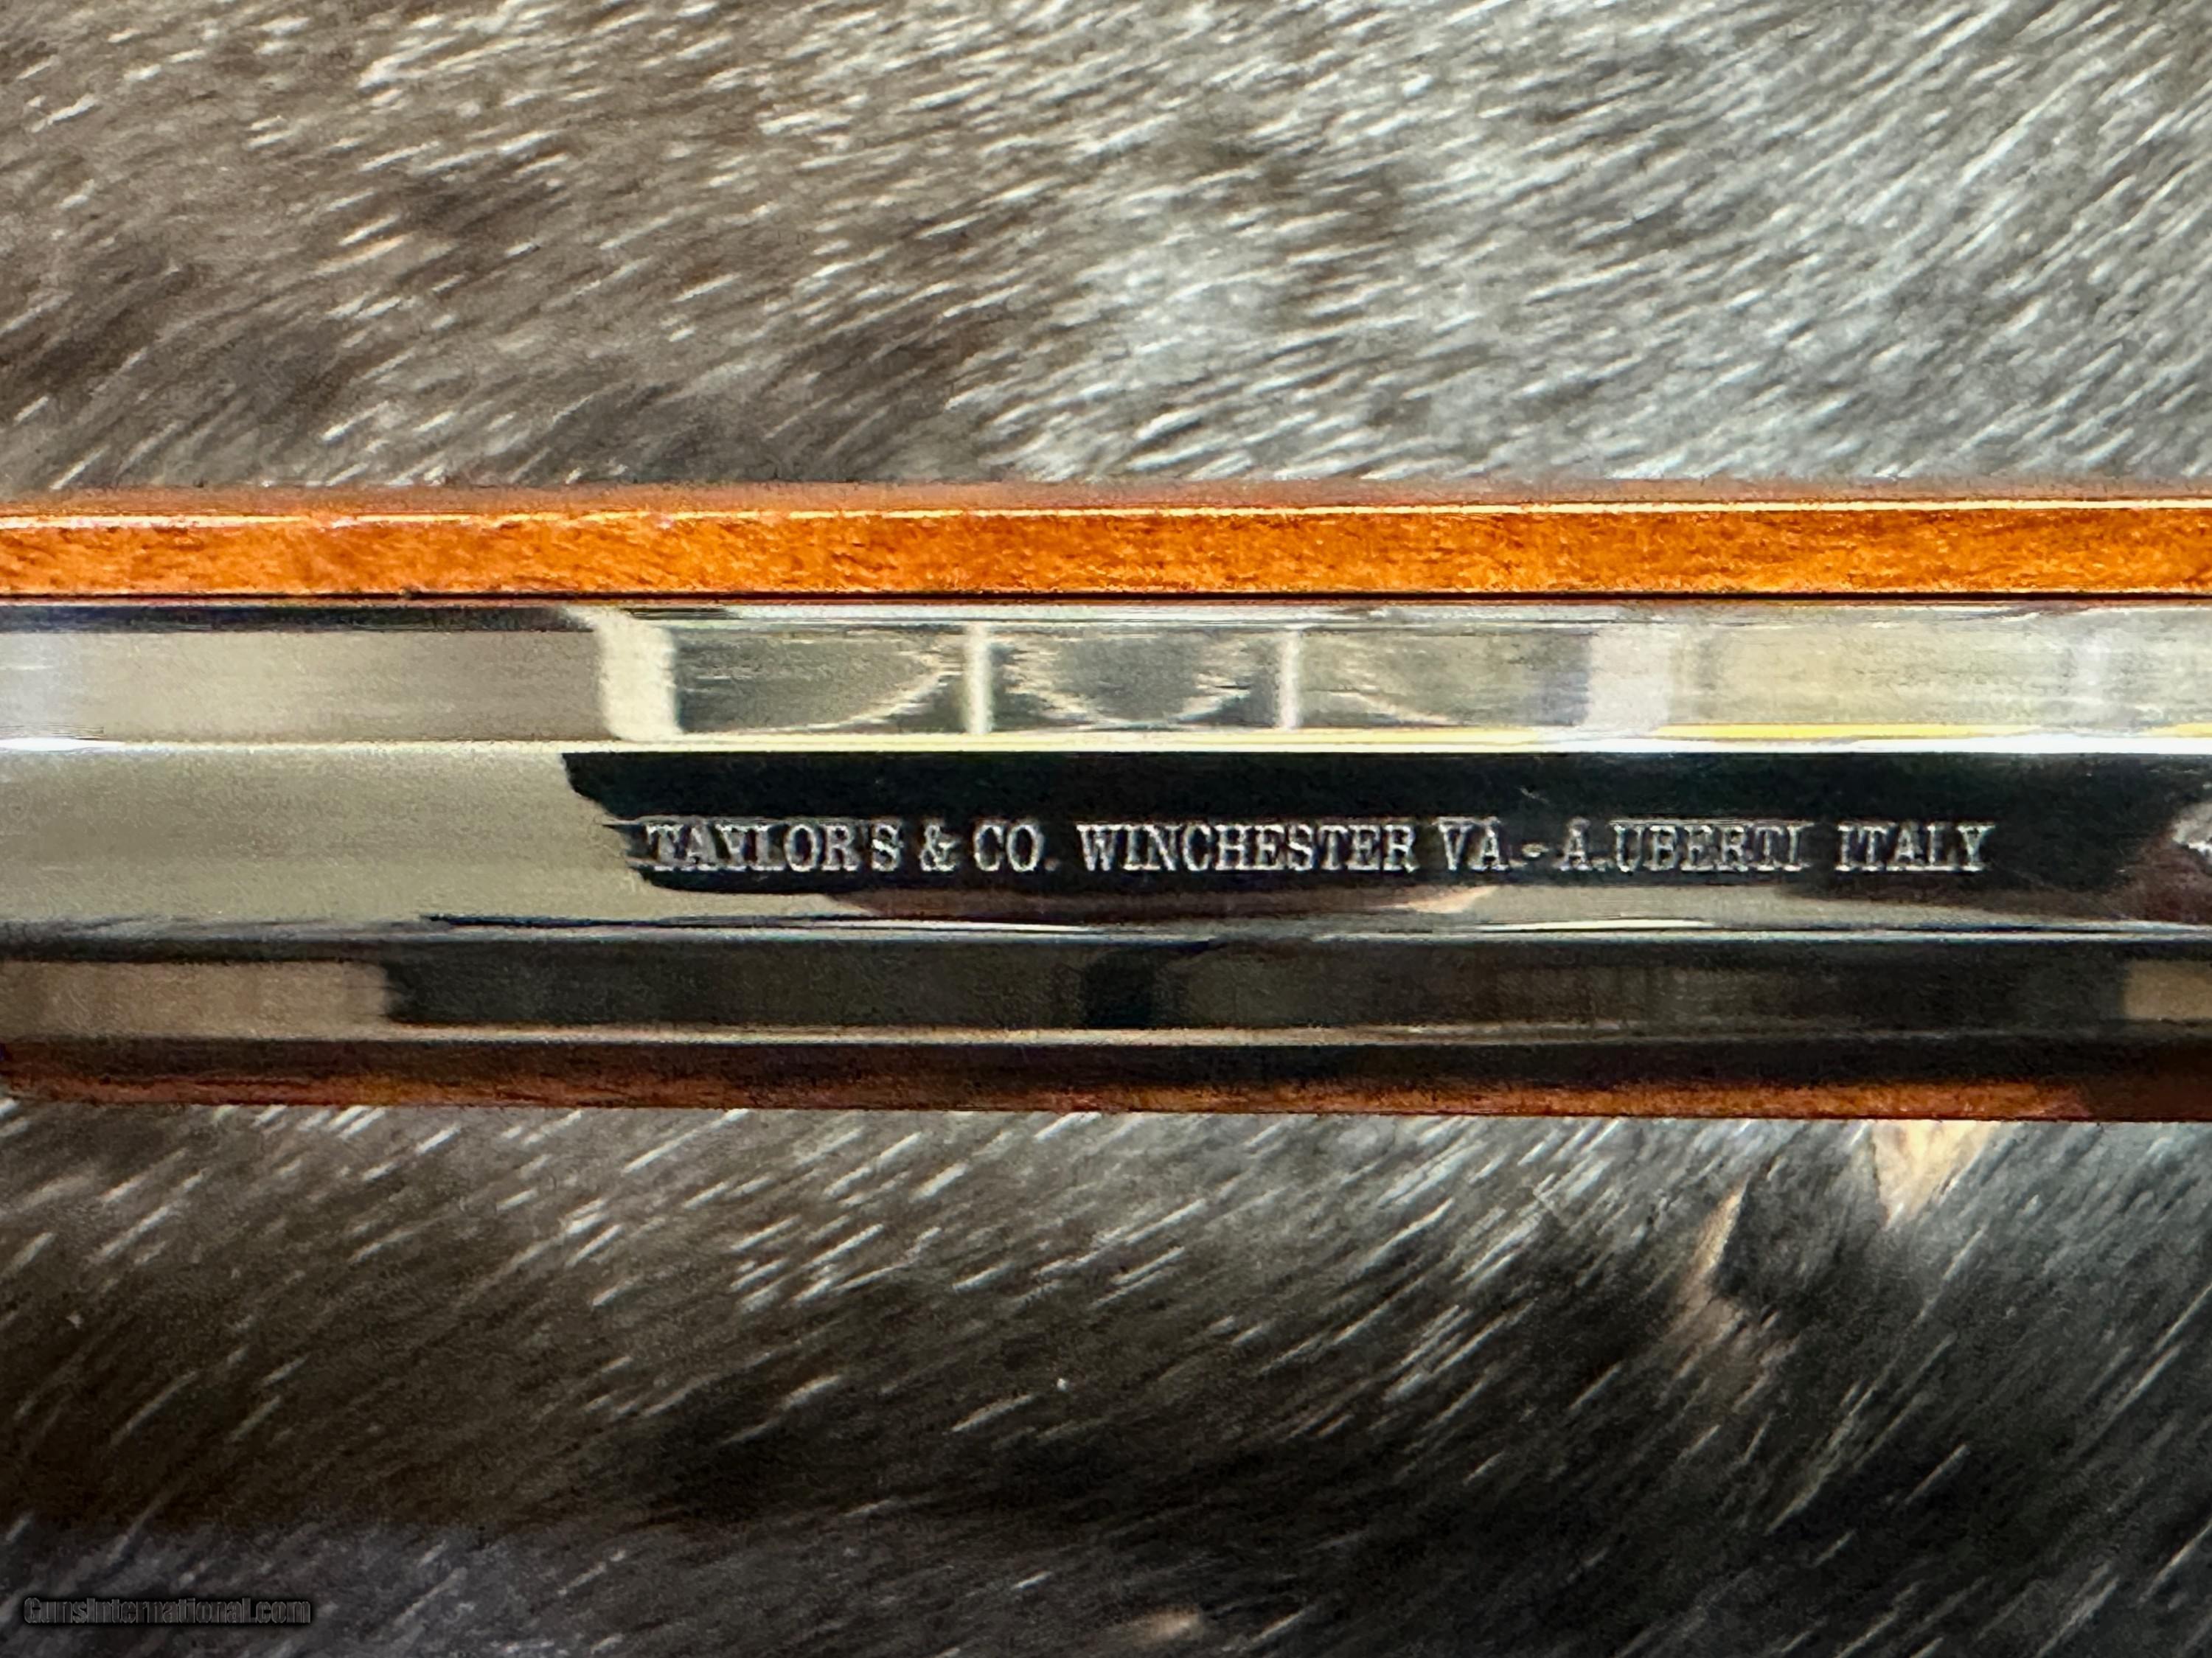 TAYLOR'S & CO. WINCHESTER VA.- A.UBERTI ITALY
GunsInternational.com